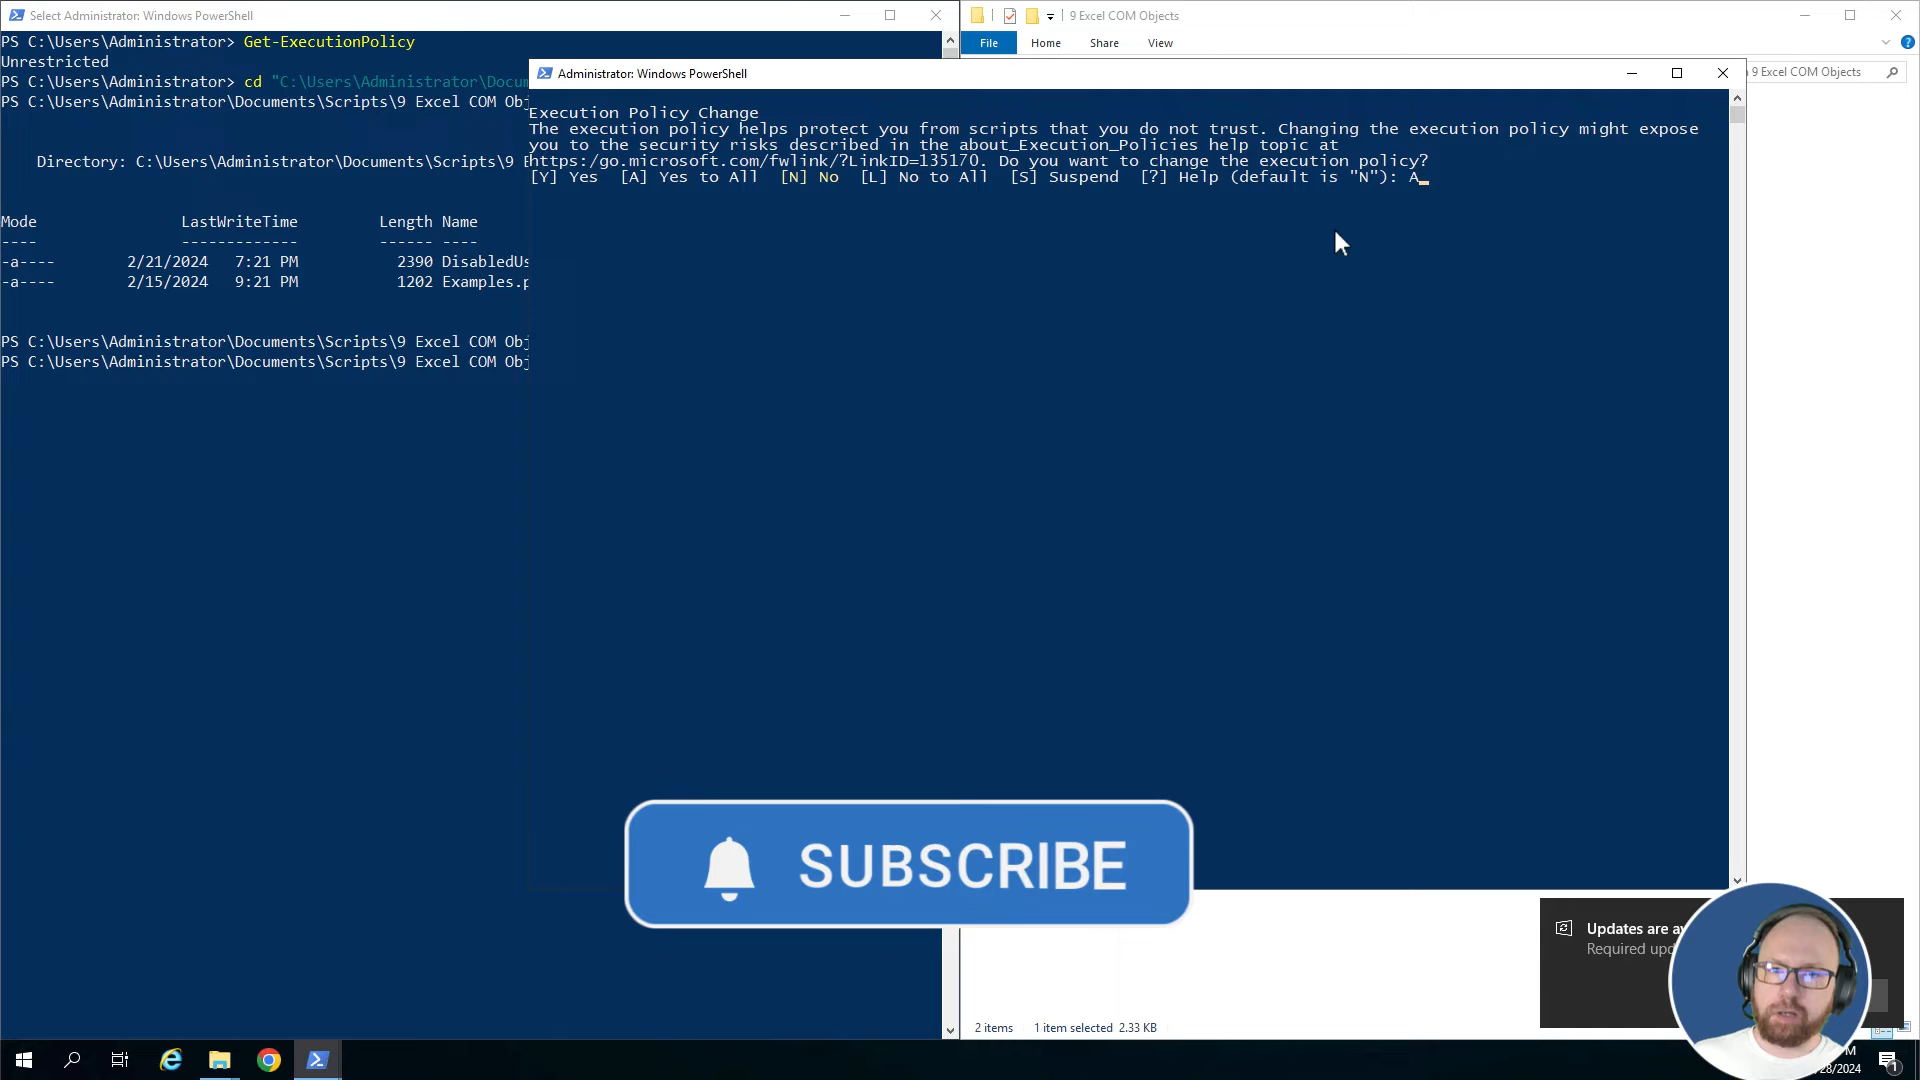 Select Administrator: Windows PowerShell
PS C:\Users\Administrator> Get-ExecutionPolicy
Unrestricted
PS C:\Users\Administrator> cd "C:\Users\Administrator\Docu
PS C:\Users\Administrator\Documents\Scripts\9 Excel COM Obj
Directory: C:\Users\Administrator\Documents\Scripts\9 E
Mode LastWriteTime Length Name
---- ------------- ------ ----
-a---- 2/21/2024 7:21 PM 2390 DisabledUs
-a---- 2/15/2024 9:21 PM 1202 Examples.p
PS C:\Users\Administrator\Documents\Scripts\9 Excel COM Obj
PS C:\Users\Administrator\Documents\Scripts\9 Excel COM Obj
9 Excel COM Objects
File Home Share View
9 Excel COM Objects
Administrator: Windows PowerShell
Execution Policy Change
The execution policy helps protect you from scripts that you do not trust. Changing the execution policy might expose
you to the security risks described in the about_Execution_Policies help topic at
https:/go.microsoft.com/fwlink/?LinkID=135170. Do you want to change the execution policy?
[Y] Yes [A] Yes to All [N] No [L] No to All [S] Suspend [?] Help (default is "N"): A
SUBSCRIBE
Updates are av
Required upd
2 items 1 item selected 2.33 KB
M
/28/2024
1